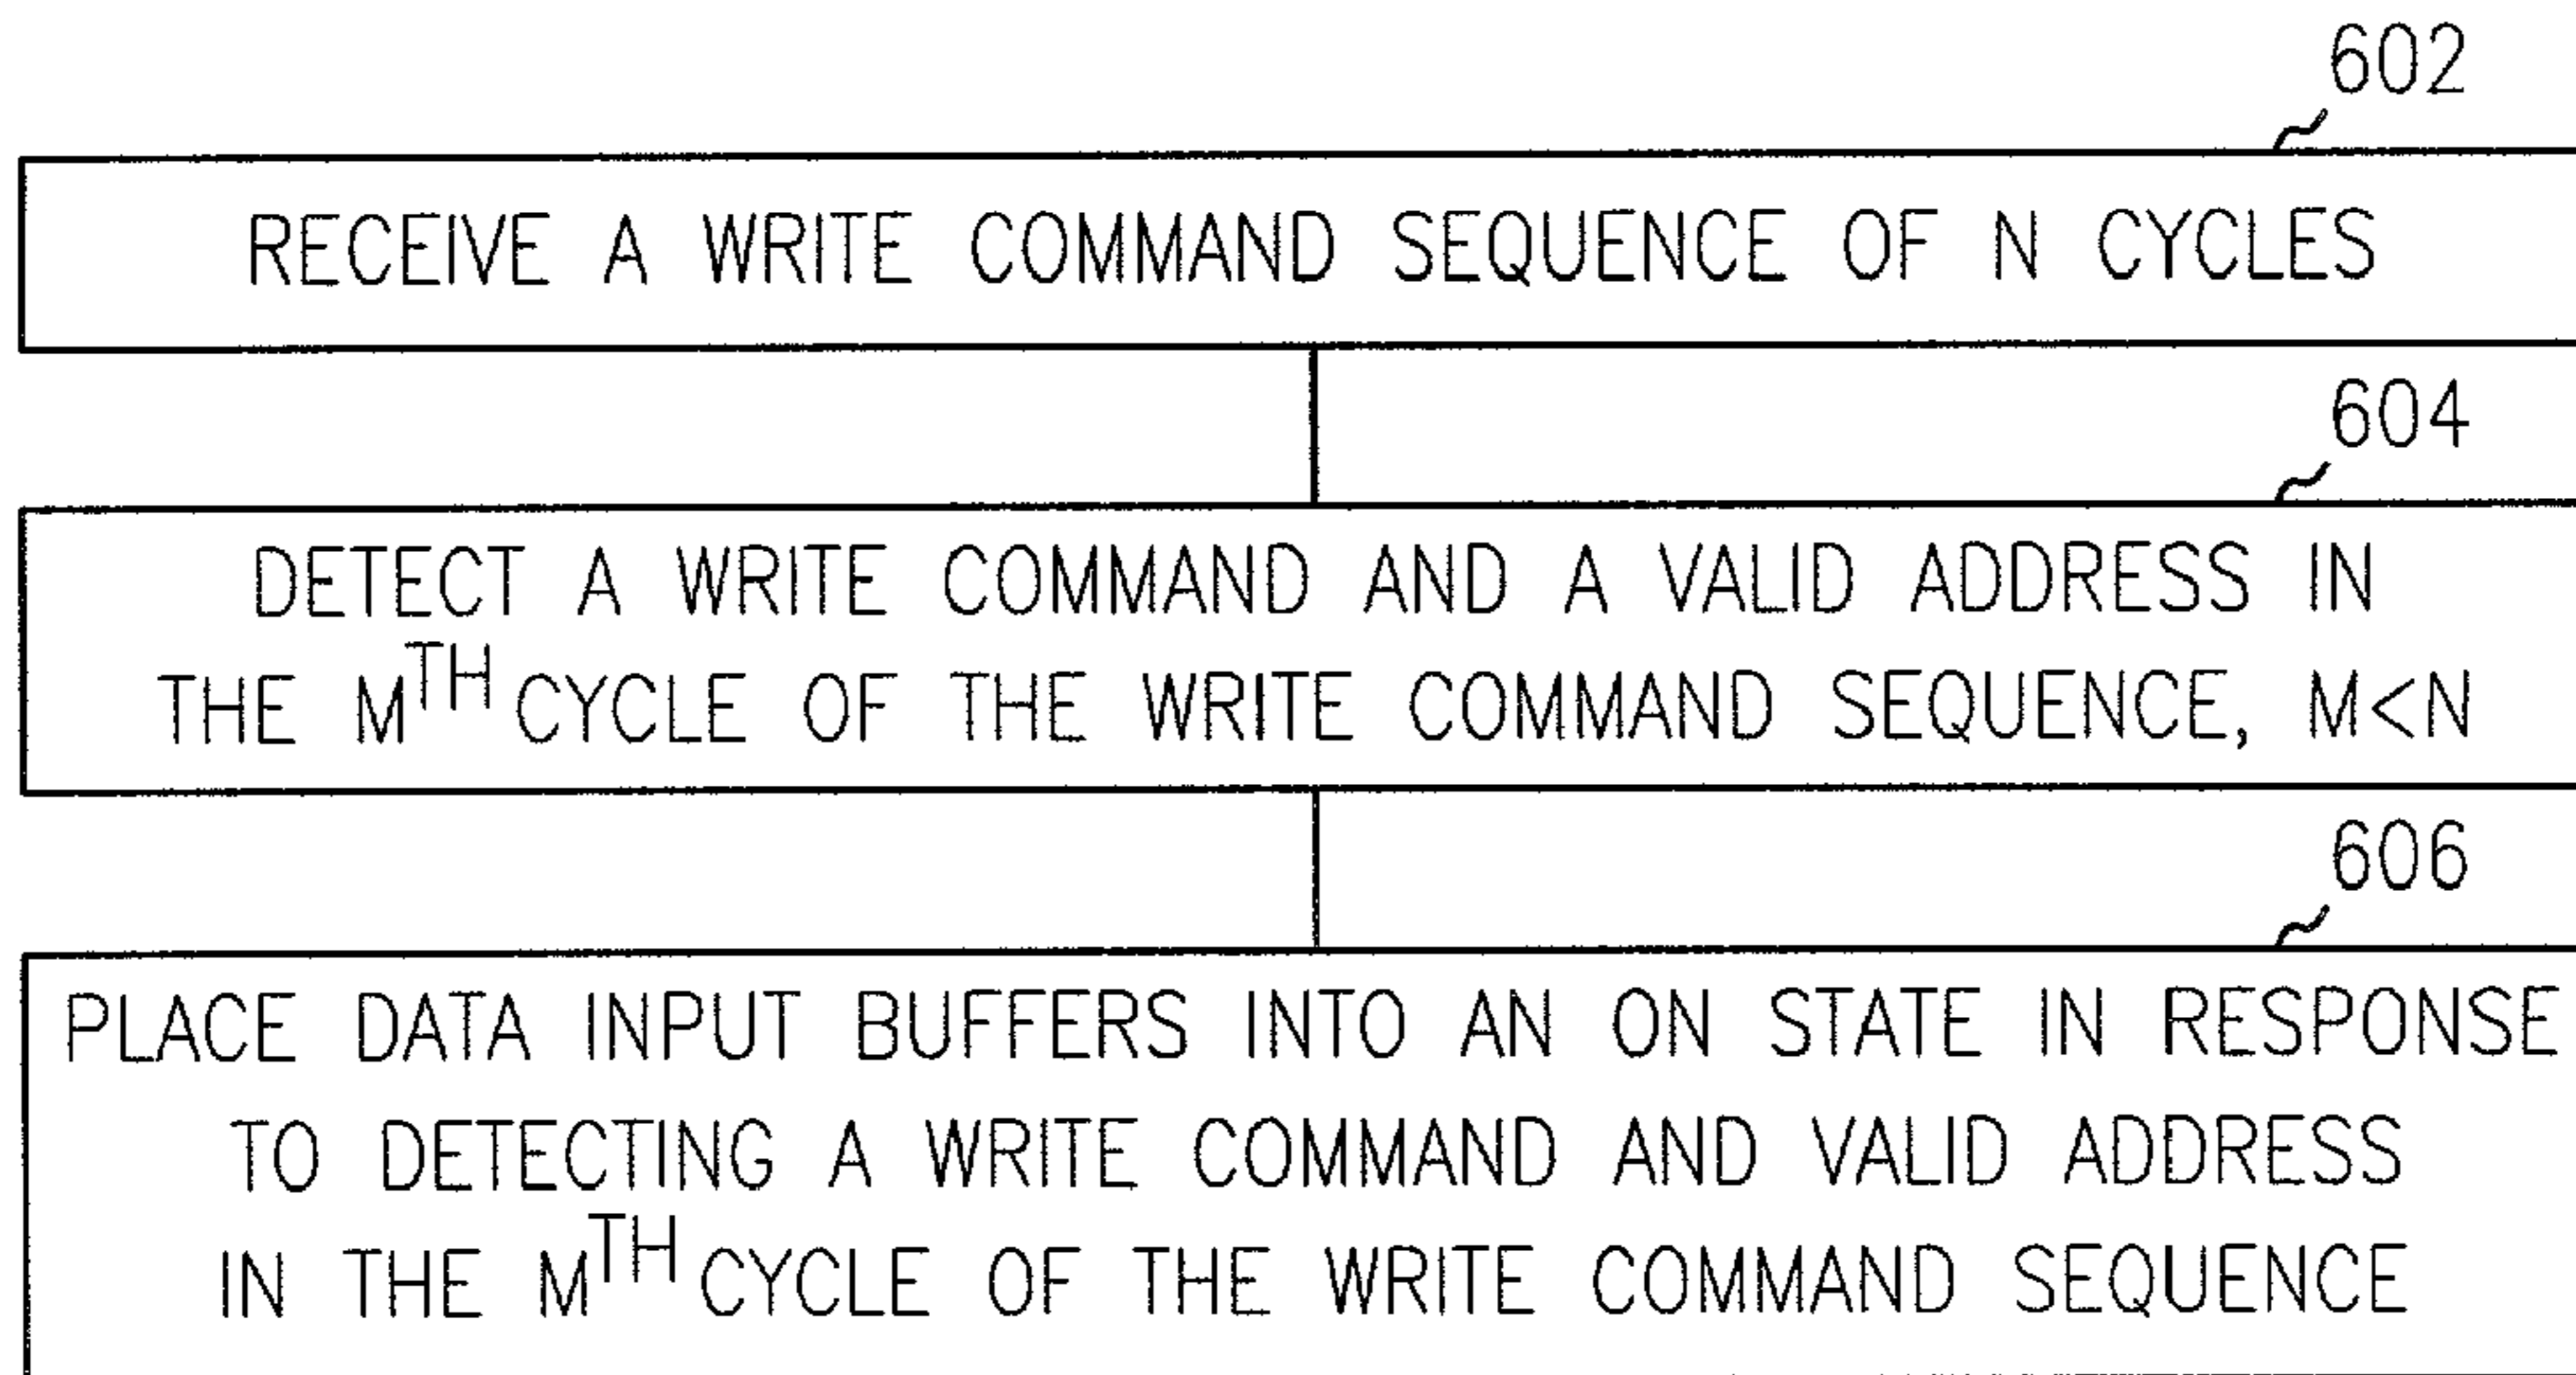 602
RECEIVE A WRITE COMMAND SEQUENCE OF N CYCLES
604
DETECT A WRITE COMMAND AND A VALID ADDRESS IN
THE MTH CYCLE OF THE WRITE COMMAND SEQUENCE, M<N
606
PLACE DATA INPUT BUFFERS INTO AN ON STATE IN RESPONSE
TO DETECTING A WRITE COMMAND AND VALID ADDRESS
IN THE MTH CYCLE OF THE WRITE COMMAND SEQUENCE